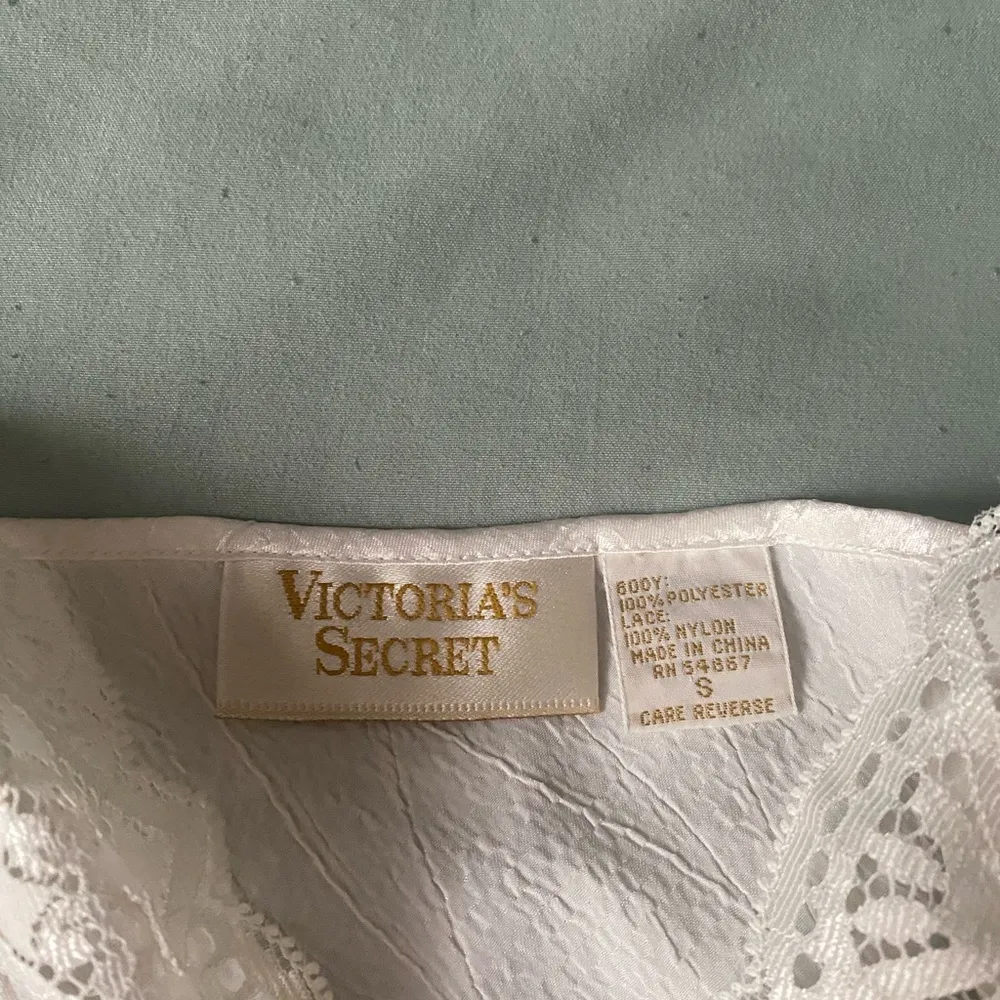 VICTORIA'S
SECRET
BODY:
100% POLYESTER
LACE:
100% NYLON
MADE IN CHINA
RN 54867
S
CARE REVERSE